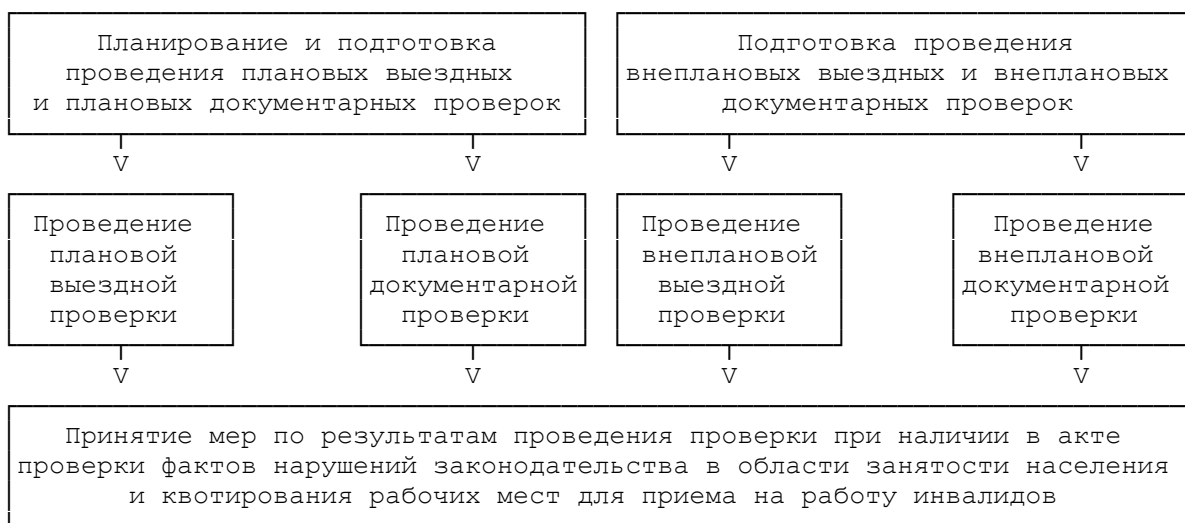 Планирование и подготовка
проведения плановых выездных
и плановых документарных проверок
Подготовка проведения
внеплановых выездных и внеплановых
документарных проверок
V
V
V
V
Проведение
плановой
выездной
проверки
Проведение
плановой
документарной
проверки
Проведение
внеплановой
выездной
проверки
Проведение
внеплановой
документарной
проверки
V
V
V
V
Принятие мер по результатам проведения проверки при наличии в акте
проверки фактов нарушений законодательства в области занятости населения
и квотирования рабочих мест для приема на работу инвалидов